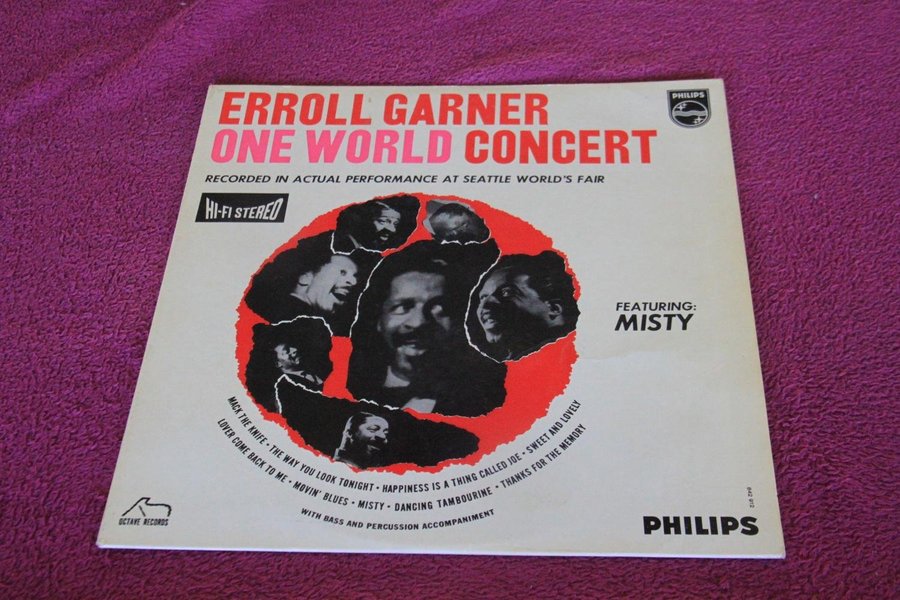 ERROLL GARNER
PHILIPS
ONE WORLD CONCERT
RECORDED IN ACTUAL PERFORMANCE AT SEATTLE WORLD'S FAIR
HI-FI STEREO
FEATURING:
MISTY
MACK THE KNIFE • THE WAY YOU LOOK TONIGHT • HAPPINESS IS A THING CALLED JOE • SWEET AND LOVELY
LOVER COME BACK TO ME • MOVIN' BLUES • MISTY • DANCING TAMBOURINE • THANKS FOR THE MEMORY
WITH BASS AND PERCUSSION ACCOMPANIMENT
OCTAVE RECORDS
PHILIPS